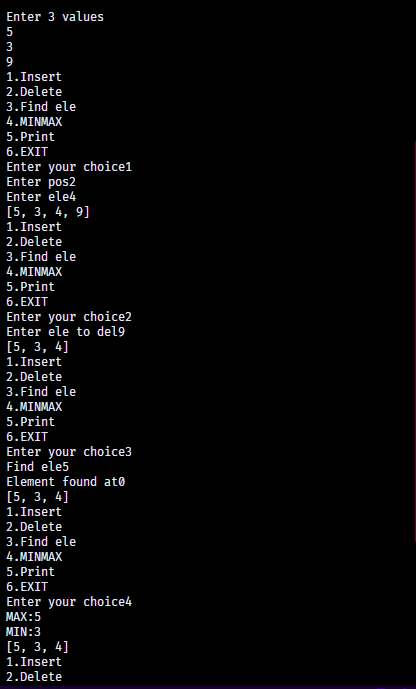 Enter 3 values
5
3
9
1.Insert
2.Delete
3.Find ele
4.MINMAX
5.Print
6.EXIT
Enter your choice1
Enter pos2
Enter ele4
[5, 3, 4, 9]
1.Insert
2.Delete
3.Find ele
4.MINMAX
5.Print
6.EXIT
Enter your choice2
Enter ele to del9
[5, 3, 4]
1.Insert
2.Delete
3.Find ele
4.MINMAX
5.Print
6.EXIT
Enter your choice3
Find ele5
Element found at0
[5, 3, 4]
1.Insert
2.Delete
3.Find ele
4.MINMAX
5.Print
6.EXIT
Enter your choice4
MAX:5
MIN:3
[5, 3, 4]
1.Insert
2.Delete